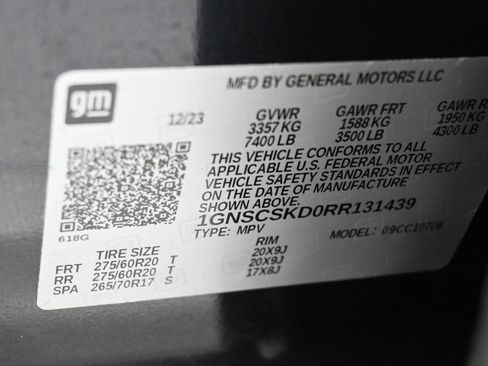 gm
MFD BY GENERAL MOTORS LLC
12/23 GVWR GAWR FRT GAWR R
3357 KG 1588 KG 1950 KG
7400 LB 3500 LB 4300 LB
THIS VEHICLE CONFORMS TO ALL
APPLICABLE U.S. FEDERAL MOTOR
VEHICLE SAFETY STANDARDS IN EFFECT
ON THE DATE OF MANUFACTURE
SHOWN ABOVE.
1GNSCSKD0RR131439
618G TYPE: MPV MODEL: 09CC10706
TIRE SIZE RIM
FRT 275/60R20 T 20X9J
RR 275/60R20 T 20X9J
SPA 265/70R17 S 17X8J